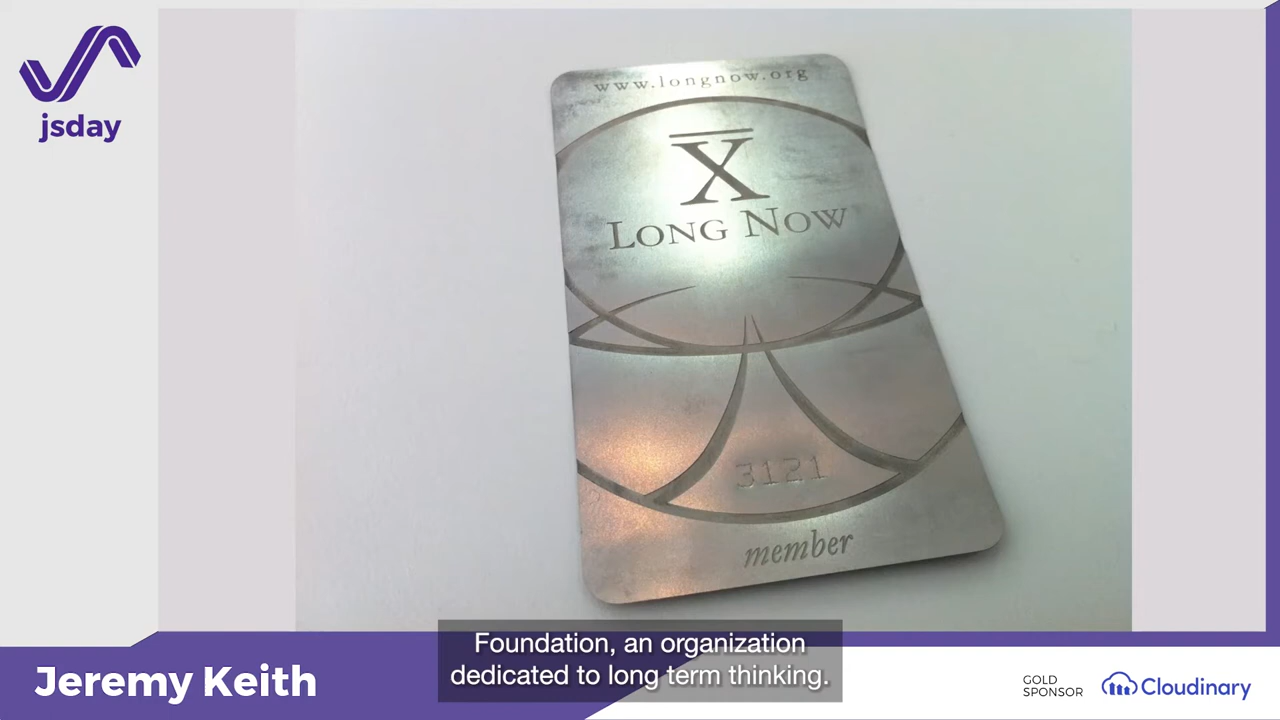 jsday
www.longnow.org
X
LONG NOW
3121
member
Foundation, an organization
dedicated to long term thinking.
Jeremy Keith
GOLD
SPONSOR
Cloudinary